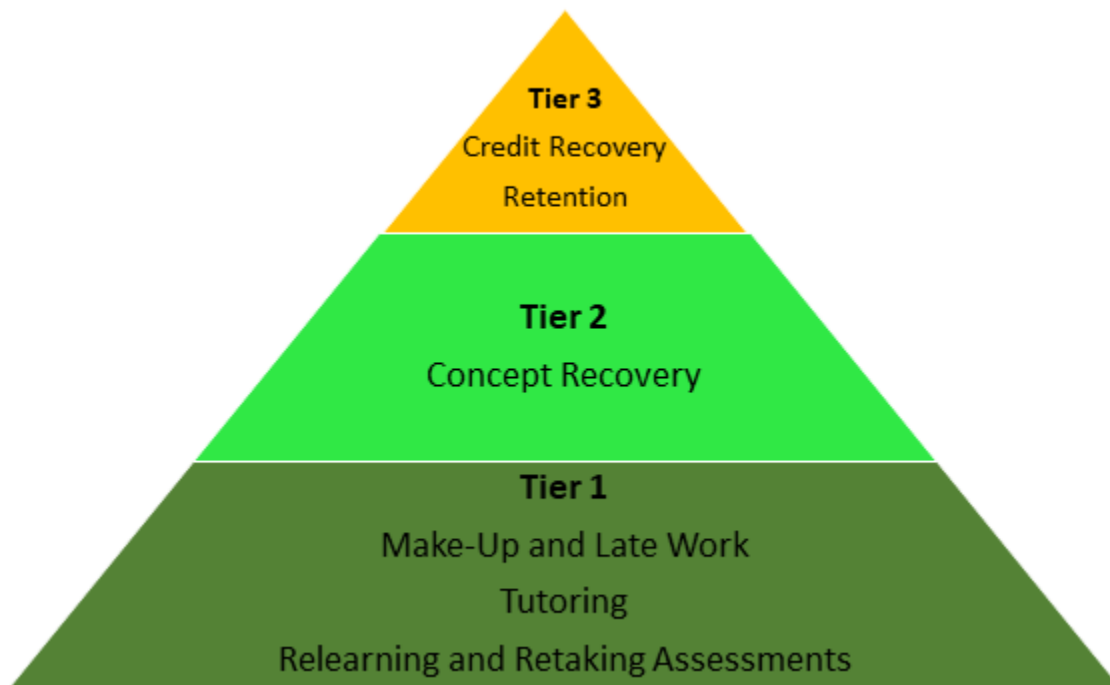 Tier 3
Credit Recovery
Retention
Tier 2
Concept Recovery
Tier 1
Make-Up and Late Work
Tutoring
Relearning and Retaking Assessments